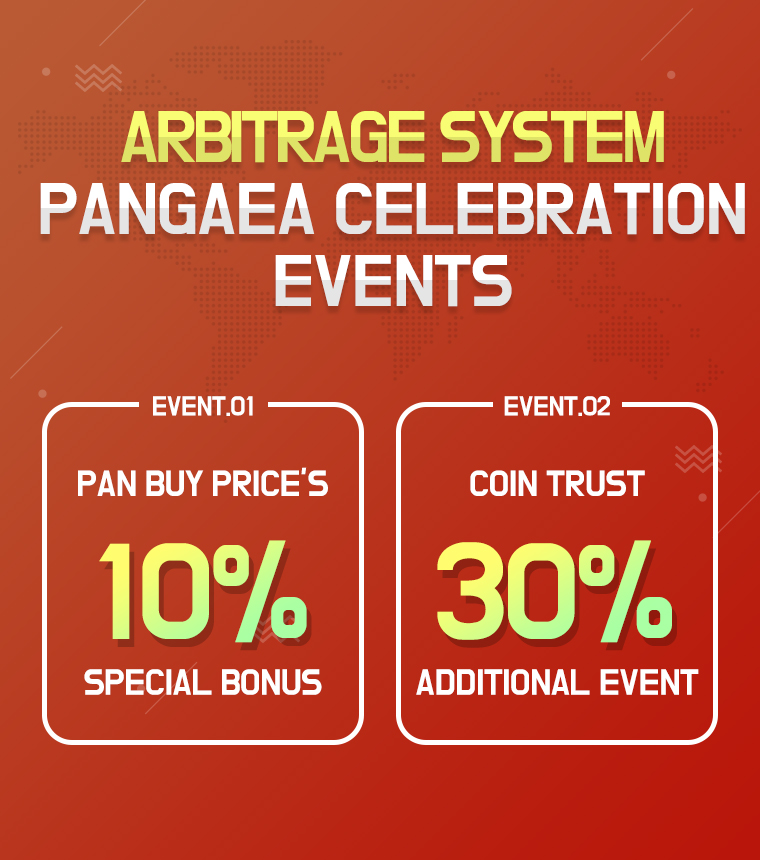 ARBITRAGE SYSTEM
PANGAEA CELEBRATION
EVENTS
EVENT.01
PAN BUY PRICE'S
10%
SPECIAL BONUS
EVENT.02
COIN TRUST
30%
ADDITIONAL EVENT